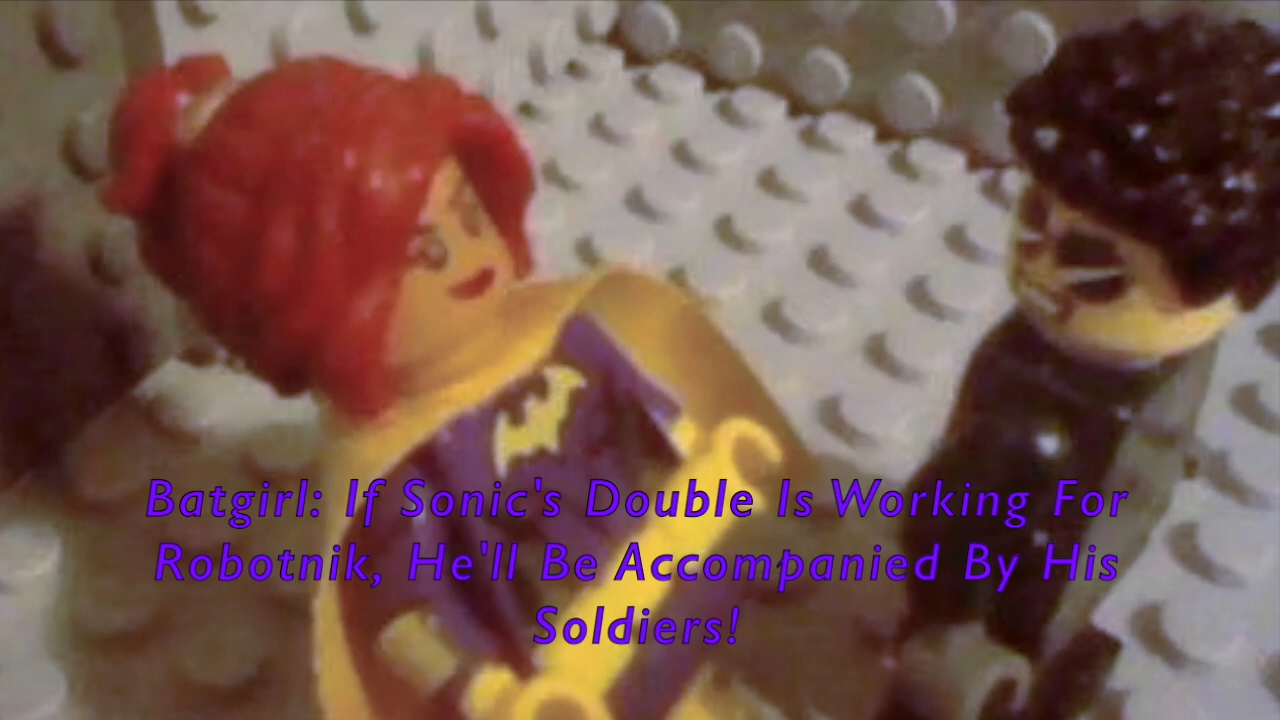 Batgirl: If Sonic's Double Is Working For
Robotnik, He'll Be Accompanied By His
Soldiers!